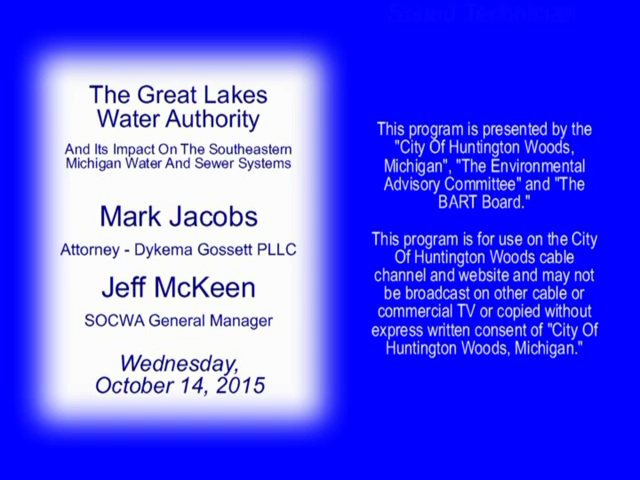 The Great Lakes
Water Authority
And Its Impact On The Southeastern
Michigan Water And Sewer Systems
Mark Jacobs
Attorney - Dykema Gossett PLLC
Jeff McKeen
SOCWA General Manager
Wednesday,
October 14, 2015
This program is presented by the
"City Of Huntington Woods,
Michigan", "The Environmental
Advisory Committee" and "The
BART Board."
This program is for use on the City
Of Huntington Woods cable
channel and website and may not
be broadcast on other cable or
commercial TV or copied without
express written consent of "City Of
Huntington Woods, Michigan."